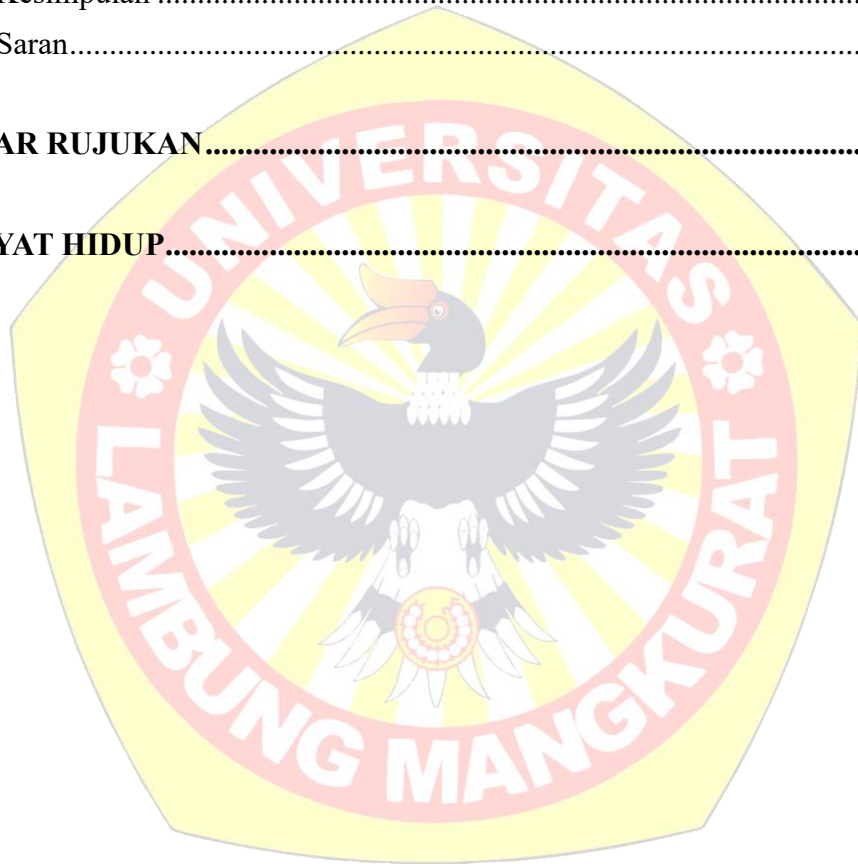 Kesimpulan ........................................................................................
Saran..................................................................................................
AR RUJUKAN.................................................................................
YAT HIDUP......................................................................................
UNIVERSITAS
LAMBUNG MANGKURAT